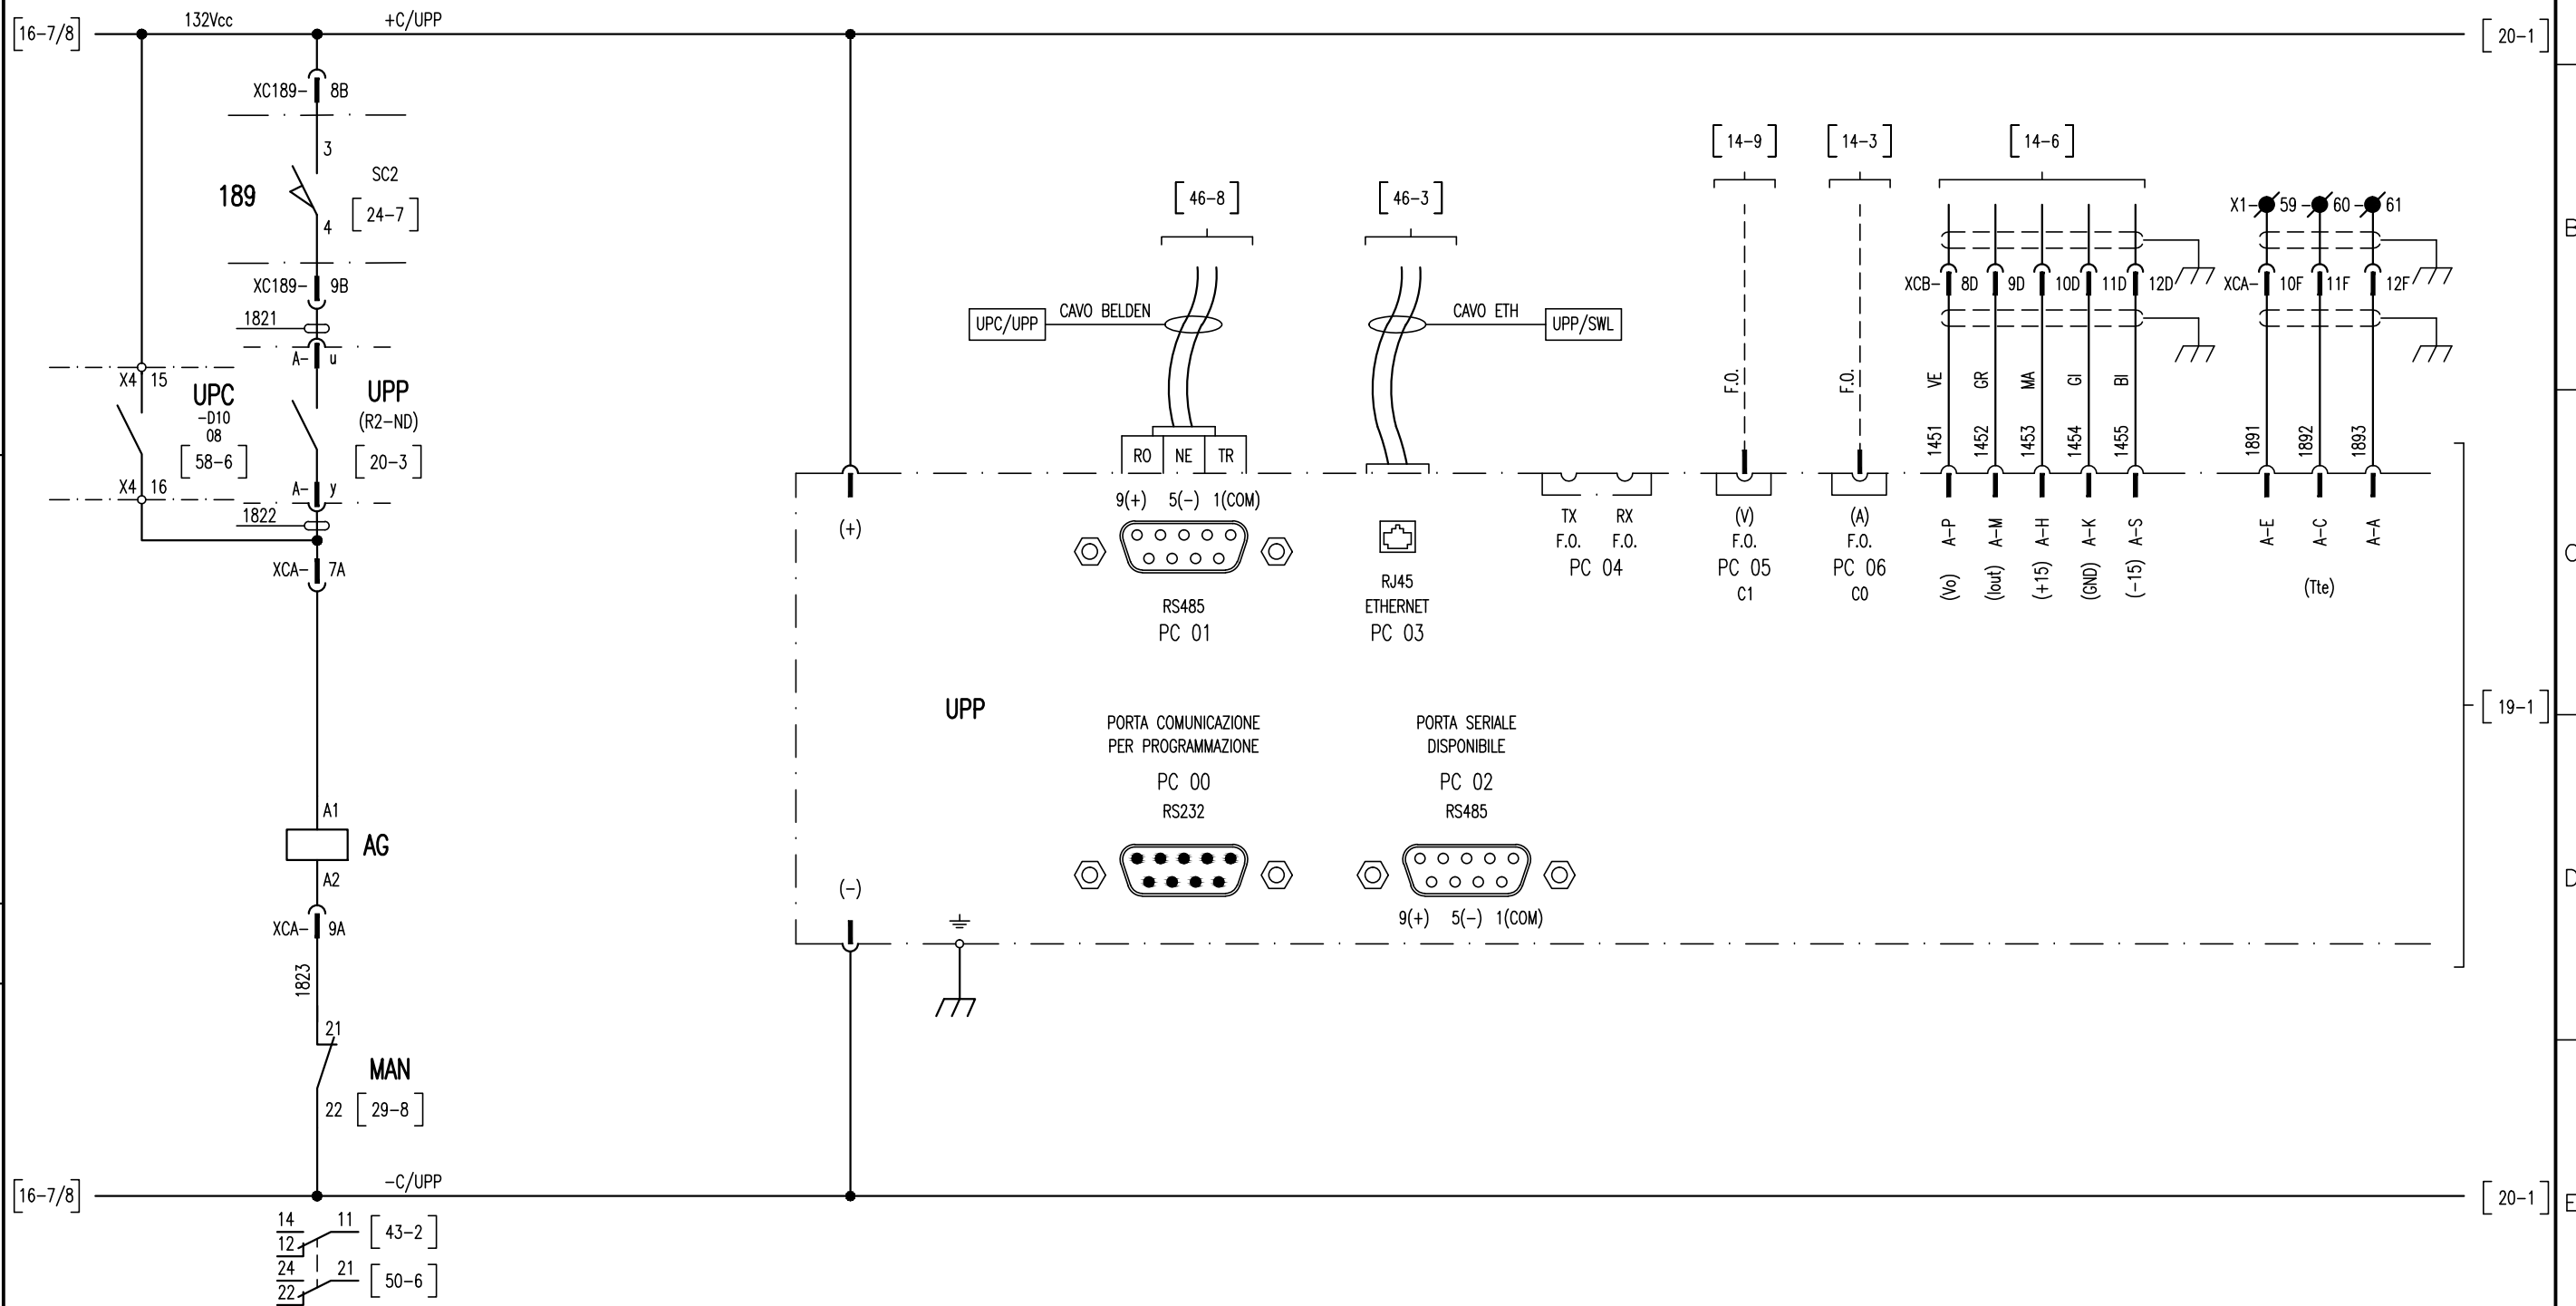 [16-7/8] 132Vcc +C/UPP [20-1]
XC189- 8B
3
189 SC2
[24-7]
4
XC189- 9B
1821
A- u
X4 15
UPC
-D10
08
[58-6]
UPP
(R2-ND)
[20-3]
X4 16
A- y
1822
XCA- 7A
A1
AG
A2
XCA- 9A
1823
21
MAN
22 [29-8]
[16-7/8] -C/UPP [20-1]
14 11 [43-2]
12
24 21 [50-6]
22
[46-8] [46-3] [14-9] [14-3] [14-6]
X1- 59 - 60 - 61
UPC/UPP CAVO BELDEN CAVO ETH UPP/SWL
XCB- 8D 9D 10D 11D 12D XCA- 10F 11F 12F
F.O. F.O. VE GR MA GI BI
1451 1452 1453 1454 1455 1891 1892 1893
RO NE TR
9(+) 5(-) 1(COM)
RS485
PC 01
RJ45
ETHERNET
PC 03
TX RX
F.O. F.O.
PC 04
(V)
F.O.
PC 05
C1
(A)
F.O.
PC 06
C0
A-P A-M A-H A-K A-S A-E A-C A-A
(Vo) (Iout) (+15) (GND) (-15) (Tte)
(+)
UPP
[19-1]
PORTA COMUNICAZIONE
PER PROGRAMMAZIONE
PC 00
RS232
PORTA SERIALE
DISPONIBILE
PC 02
RS485
9(+) 5(-) 1(COM)
(-)
B
C
D
E